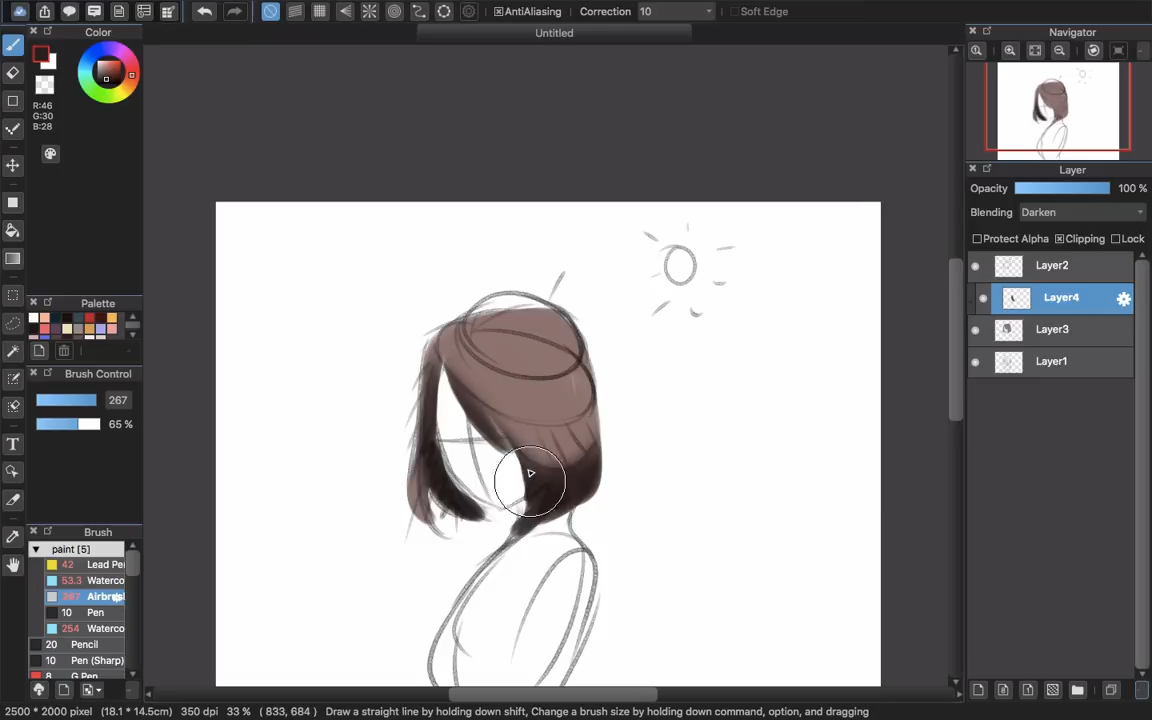 AntiAliasing Correction 10 Soft Edge
Untitled
Color
R:46
G:30
B:28
Palette
Brush Control
267
65 %
Brush
paint [5]
42 Lead Per
53.3 Waterco
267 Airbrus
10 Pen
254 Waterco
20 Pencil
10 Pen (Sharp)
8 G Pen
Navigator
Layer
Opacity 100 %
Blending Darken
Protect Alpha Clipping Lock
Layer2
Layer4
Layer3
Layer1
2500 * 2000 pixel (18.1 * 14.5cm) 350 dpi 33 % ( 833, 684 ) Draw a straight line by holding down shift, Change a brush size by holding down command, option, and dragging